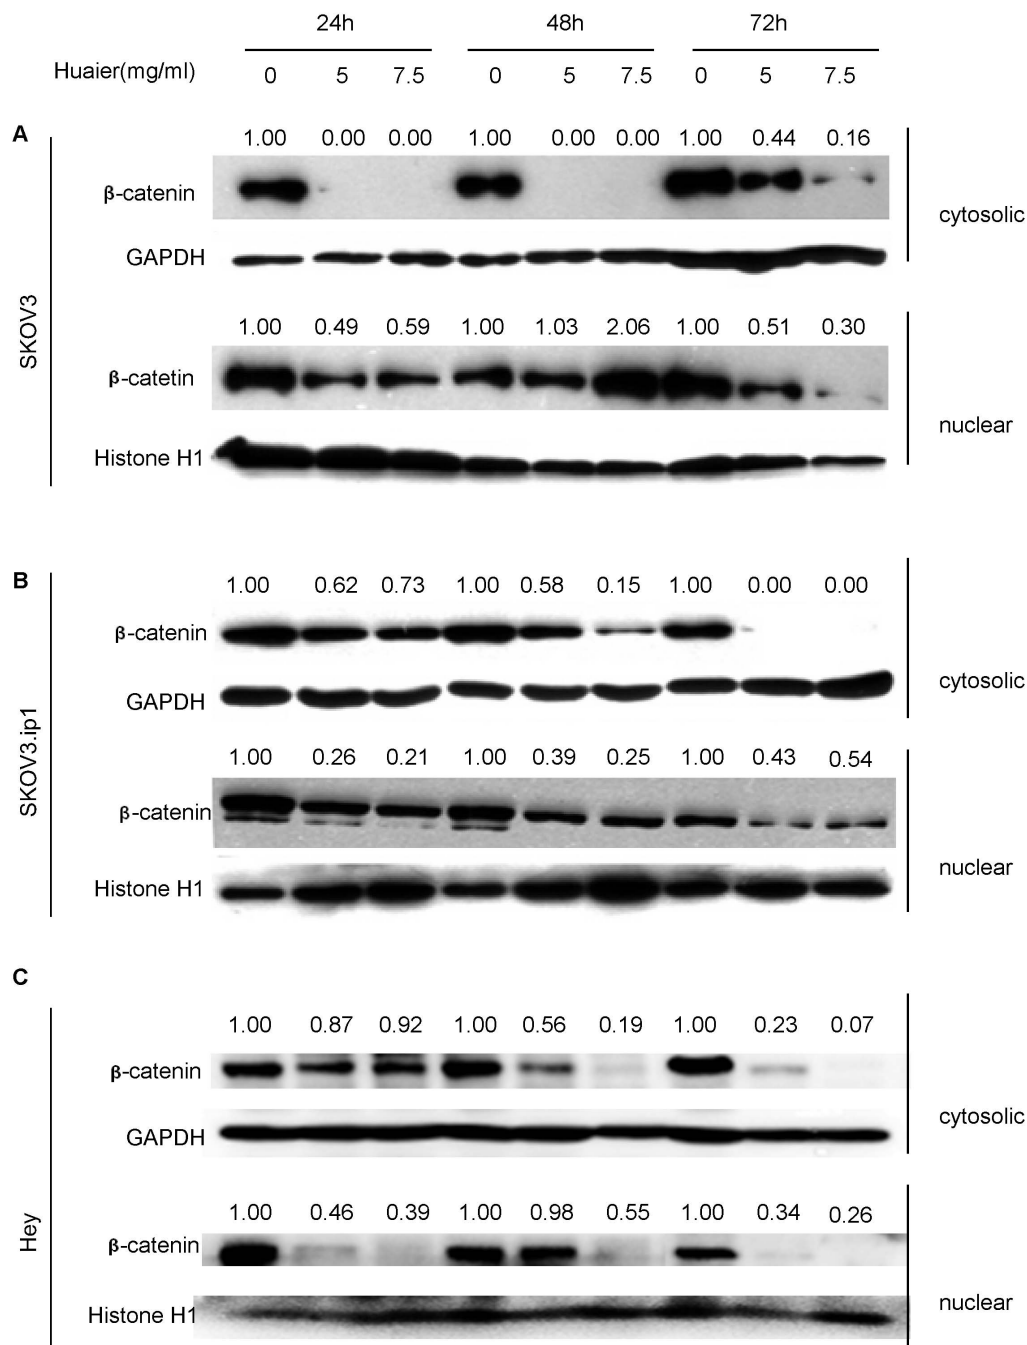 24h 48h 72h
Huaier(mg/ml) 0 5 7.5 0 5 7.5 0 5 7.5
A
1.00 0.00 0.00 1.00 0.00 0.00 1.00 0.44 0.16
β-catenin
cytosolic
GAPDH
SKOV3
1.00 0.49 0.59 1.00 1.03 2.06 1.00 0.51 0.30
β-catetin
nuclear
Histone H1
B
1.00 0.62 0.73 1.00 0.58 0.15 1.00 0.00 0.00
β-catenin
cytosolic
GAPDH
SKOV3.ip1
1.00 0.26 0.21 1.00 0.39 0.25 1.00 0.43 0.54
β-catenin
nuclear
Histone H1
C
1.00 0.87 0.92 1.00 0.56 0.19 1.00 0.23 0.07
β-catenin
cytosolic
GAPDH
Hey
1.00 0.46 0.39 1.00 0.98 0.55 1.00 0.34 0.26
β-catenin
nuclear
Histone H1